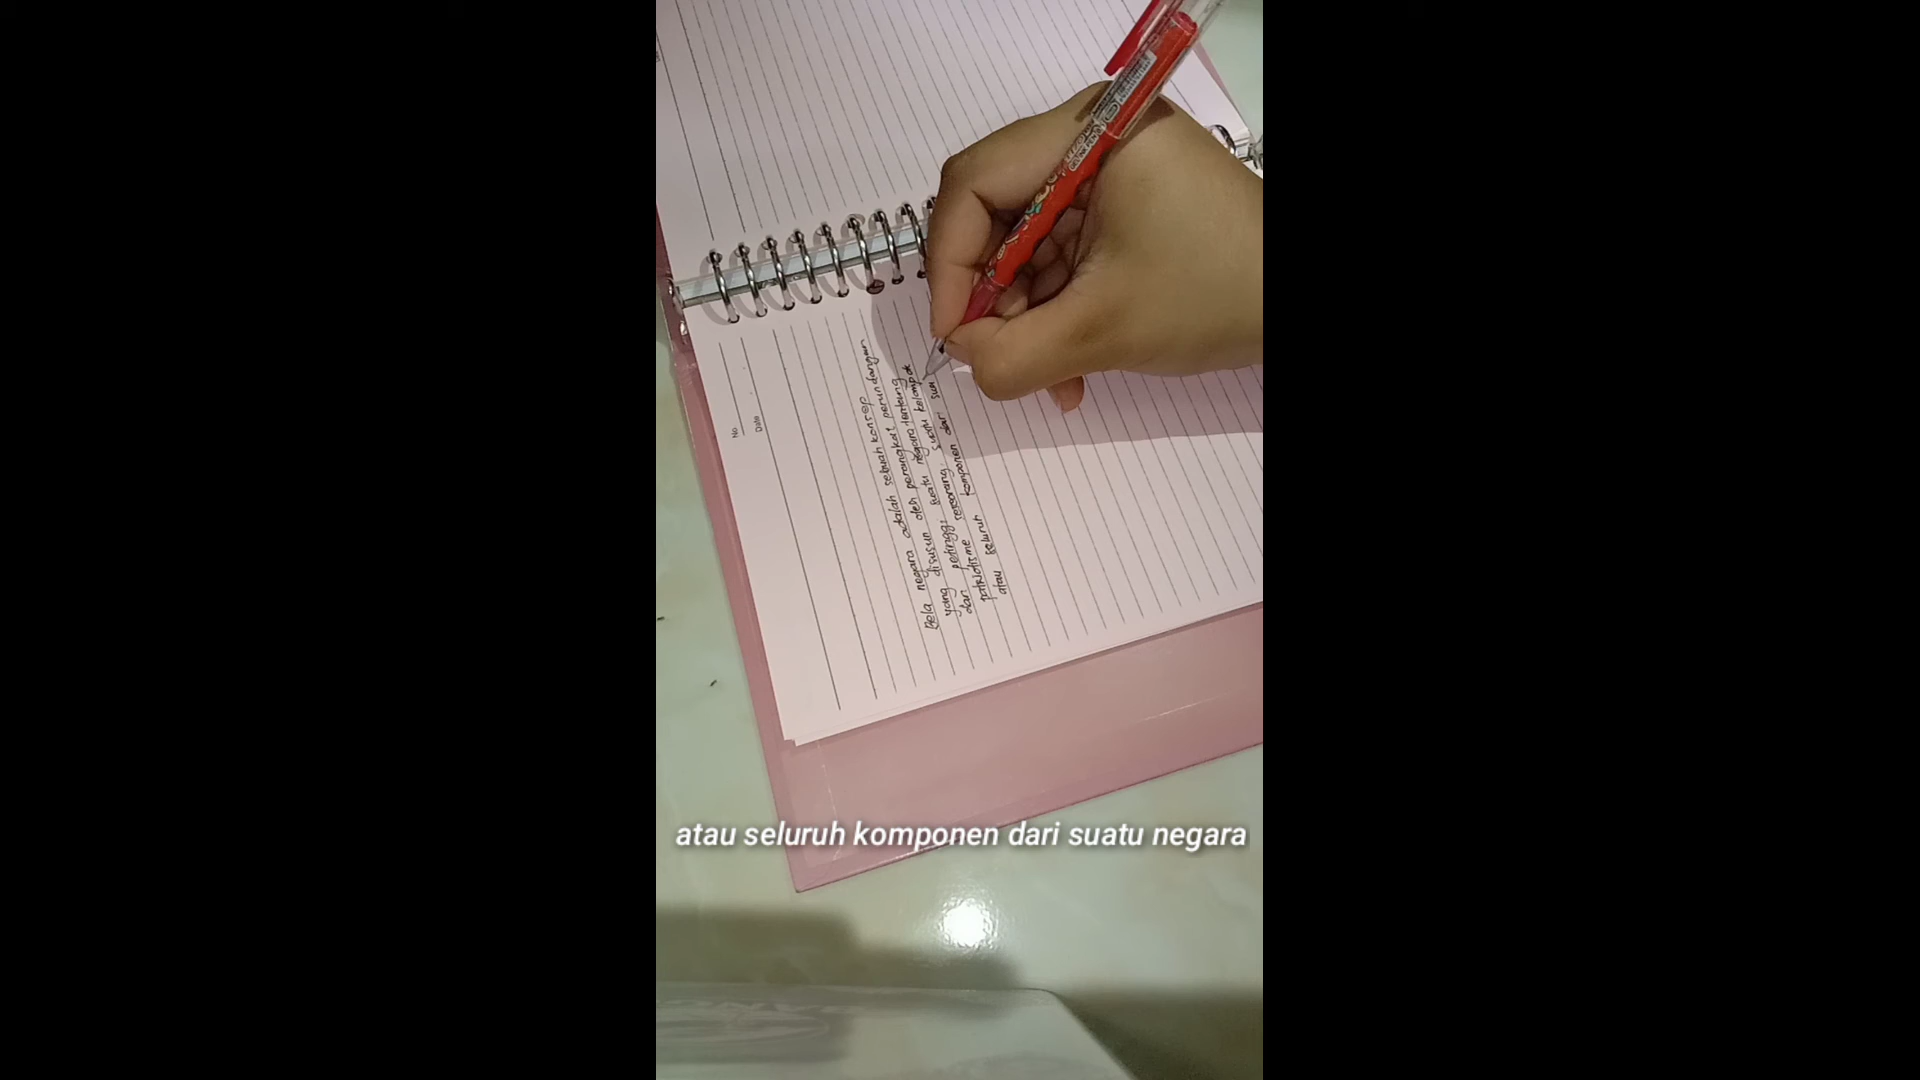 No
Date
Bela negara adalah sebuah konsep
yang disusun oleh perangkat perundangan
dan petinggi suatu negara tentang
patriotisme seseorang, suatu kelompok
atau seluruh komponen dari sua
atau seluruh komponen dari suatu negara